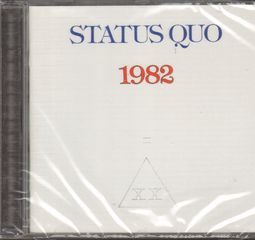 STATUS QUO
1982
=
XX